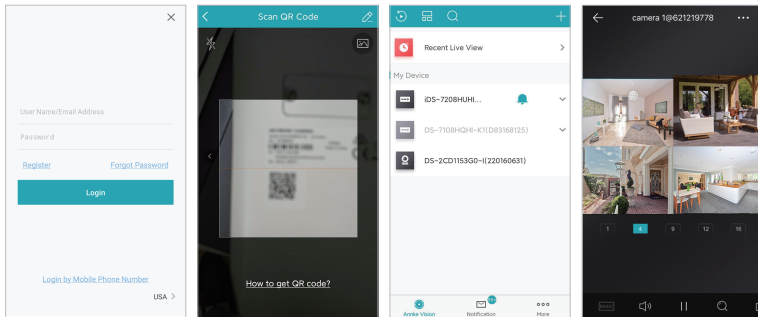 User Name/Email Address
Password
Register
Forgot Password
Login
Login by Mobile Phone Number
USA
Scan QR Code
How to get QR code?
Recent Live View
My Device
iDS-7208HUHI...
DS-7108HQHI-K1(D83168125)
DS-2CD1153G0-I(220160631)
Annke Vision
Notification
More
camera 1@621219778
1
4
9
12
16